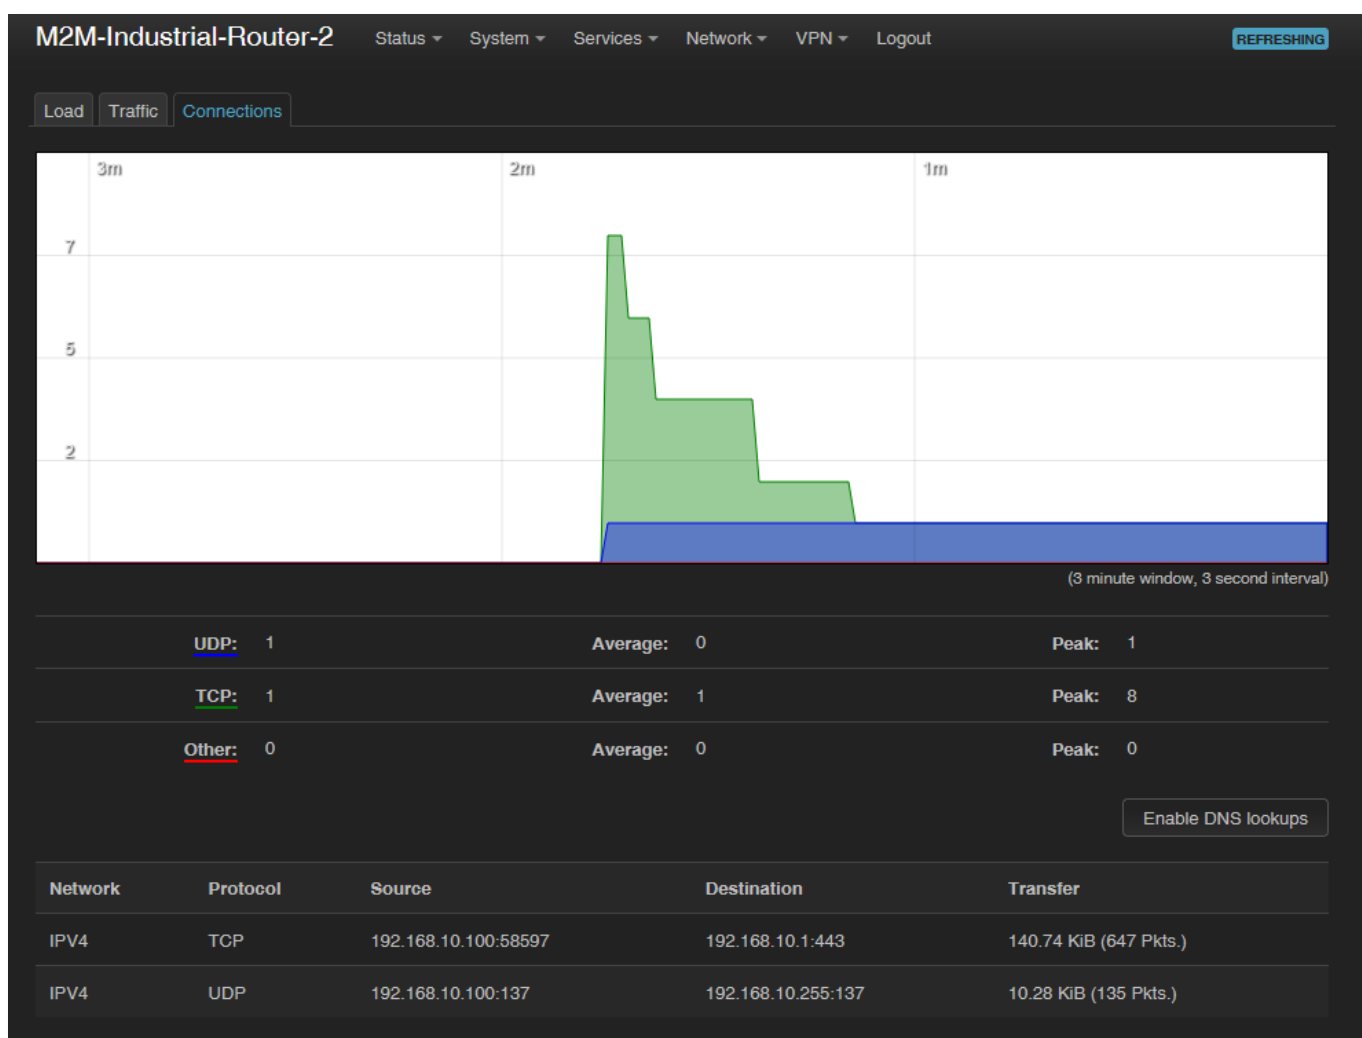 M2M-Industrial-Router-2 Status System Services Network VPN Logout REFRESHING
Load Traffic Connections
3m 2m 1m
7
5
2
(3 minute window, 3 second interval)
UDP: 1 Average: 0 Peak: 1
TCP: 1 Average: 1 Peak: 8
Other: 0 Average: 0 Peak: 0
Enable DNS lookups
Network Protocol Source Destination Transfer
IPV4 TCP 192.168.10.100:58597 192.168.10.1:443 140.74 KiB (647 Pkts.)
IPV4 UDP 192.168.10.100:137 192.168.10.255:137 10.28 KiB (135 Pkts.)